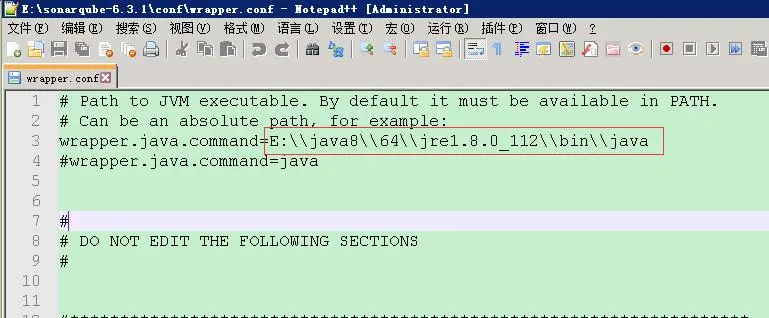 E:\sonarqube-6.3.1\conf\wrapper.conf - Notepad++ [Administrator]
文件(F) 编辑(E) 搜索(S) 视图(V) 格式(M) 语言(L) 设置(T) 宏(O) 运行(R) 插件(P) 窗口(W) ?
wrapper.conf
1 # Path to JVM executable. By default it must be available in PATH.
2 # Can be an absolute path, for example:
3 wrapper.java.command=E:\\java8\\64\\jre1.8.0_112\\bin\\java
4 #wrapper.java.command=java
5
6
7 #
8 # DO NOT EDIT THE FOLLOWING SECTIONS
9 #
10
11